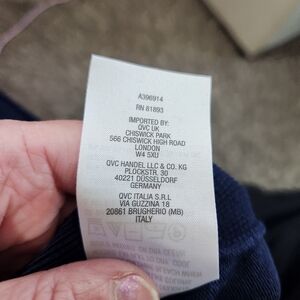 A396914
RN 81893
IMPORTED BY:
QVC UK
CHISWICK PARK
566 CHISWICK HIGH ROAD
LONDON
W4 5XU
QVC HANDEL LLC & CO. KG
PLOCKSTR. 30
40221 DÜSSELDORF
GERMANY
QVC ITALIA S.R.L
VIA GUZZINA 18
20861 BRUGHERIO (MB)
ITALY